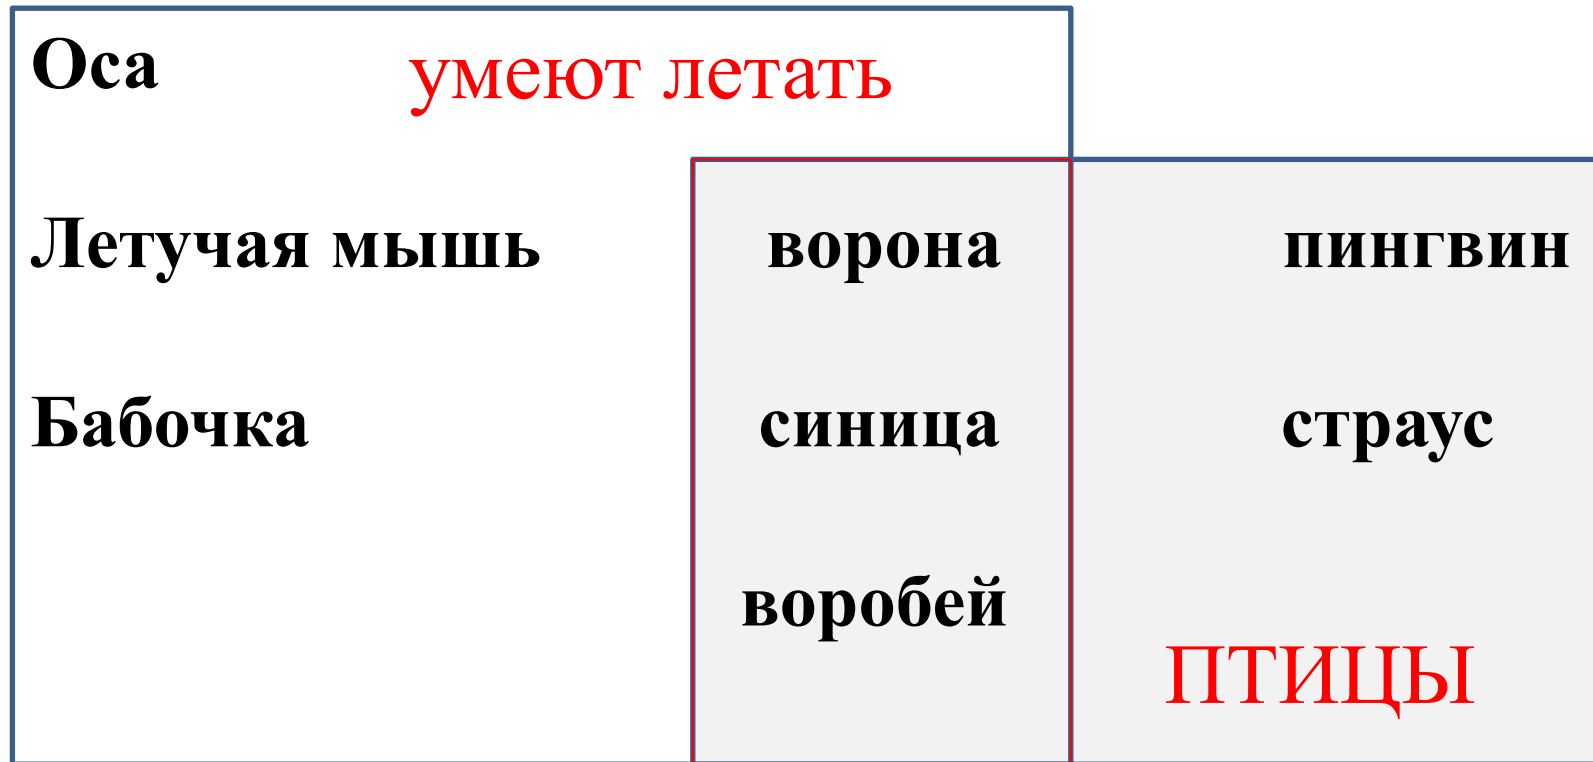 Оса умеют летать
Летучая мышь ворона пингвин
Бабочка синица страус
воробей
ПТИЦЫ